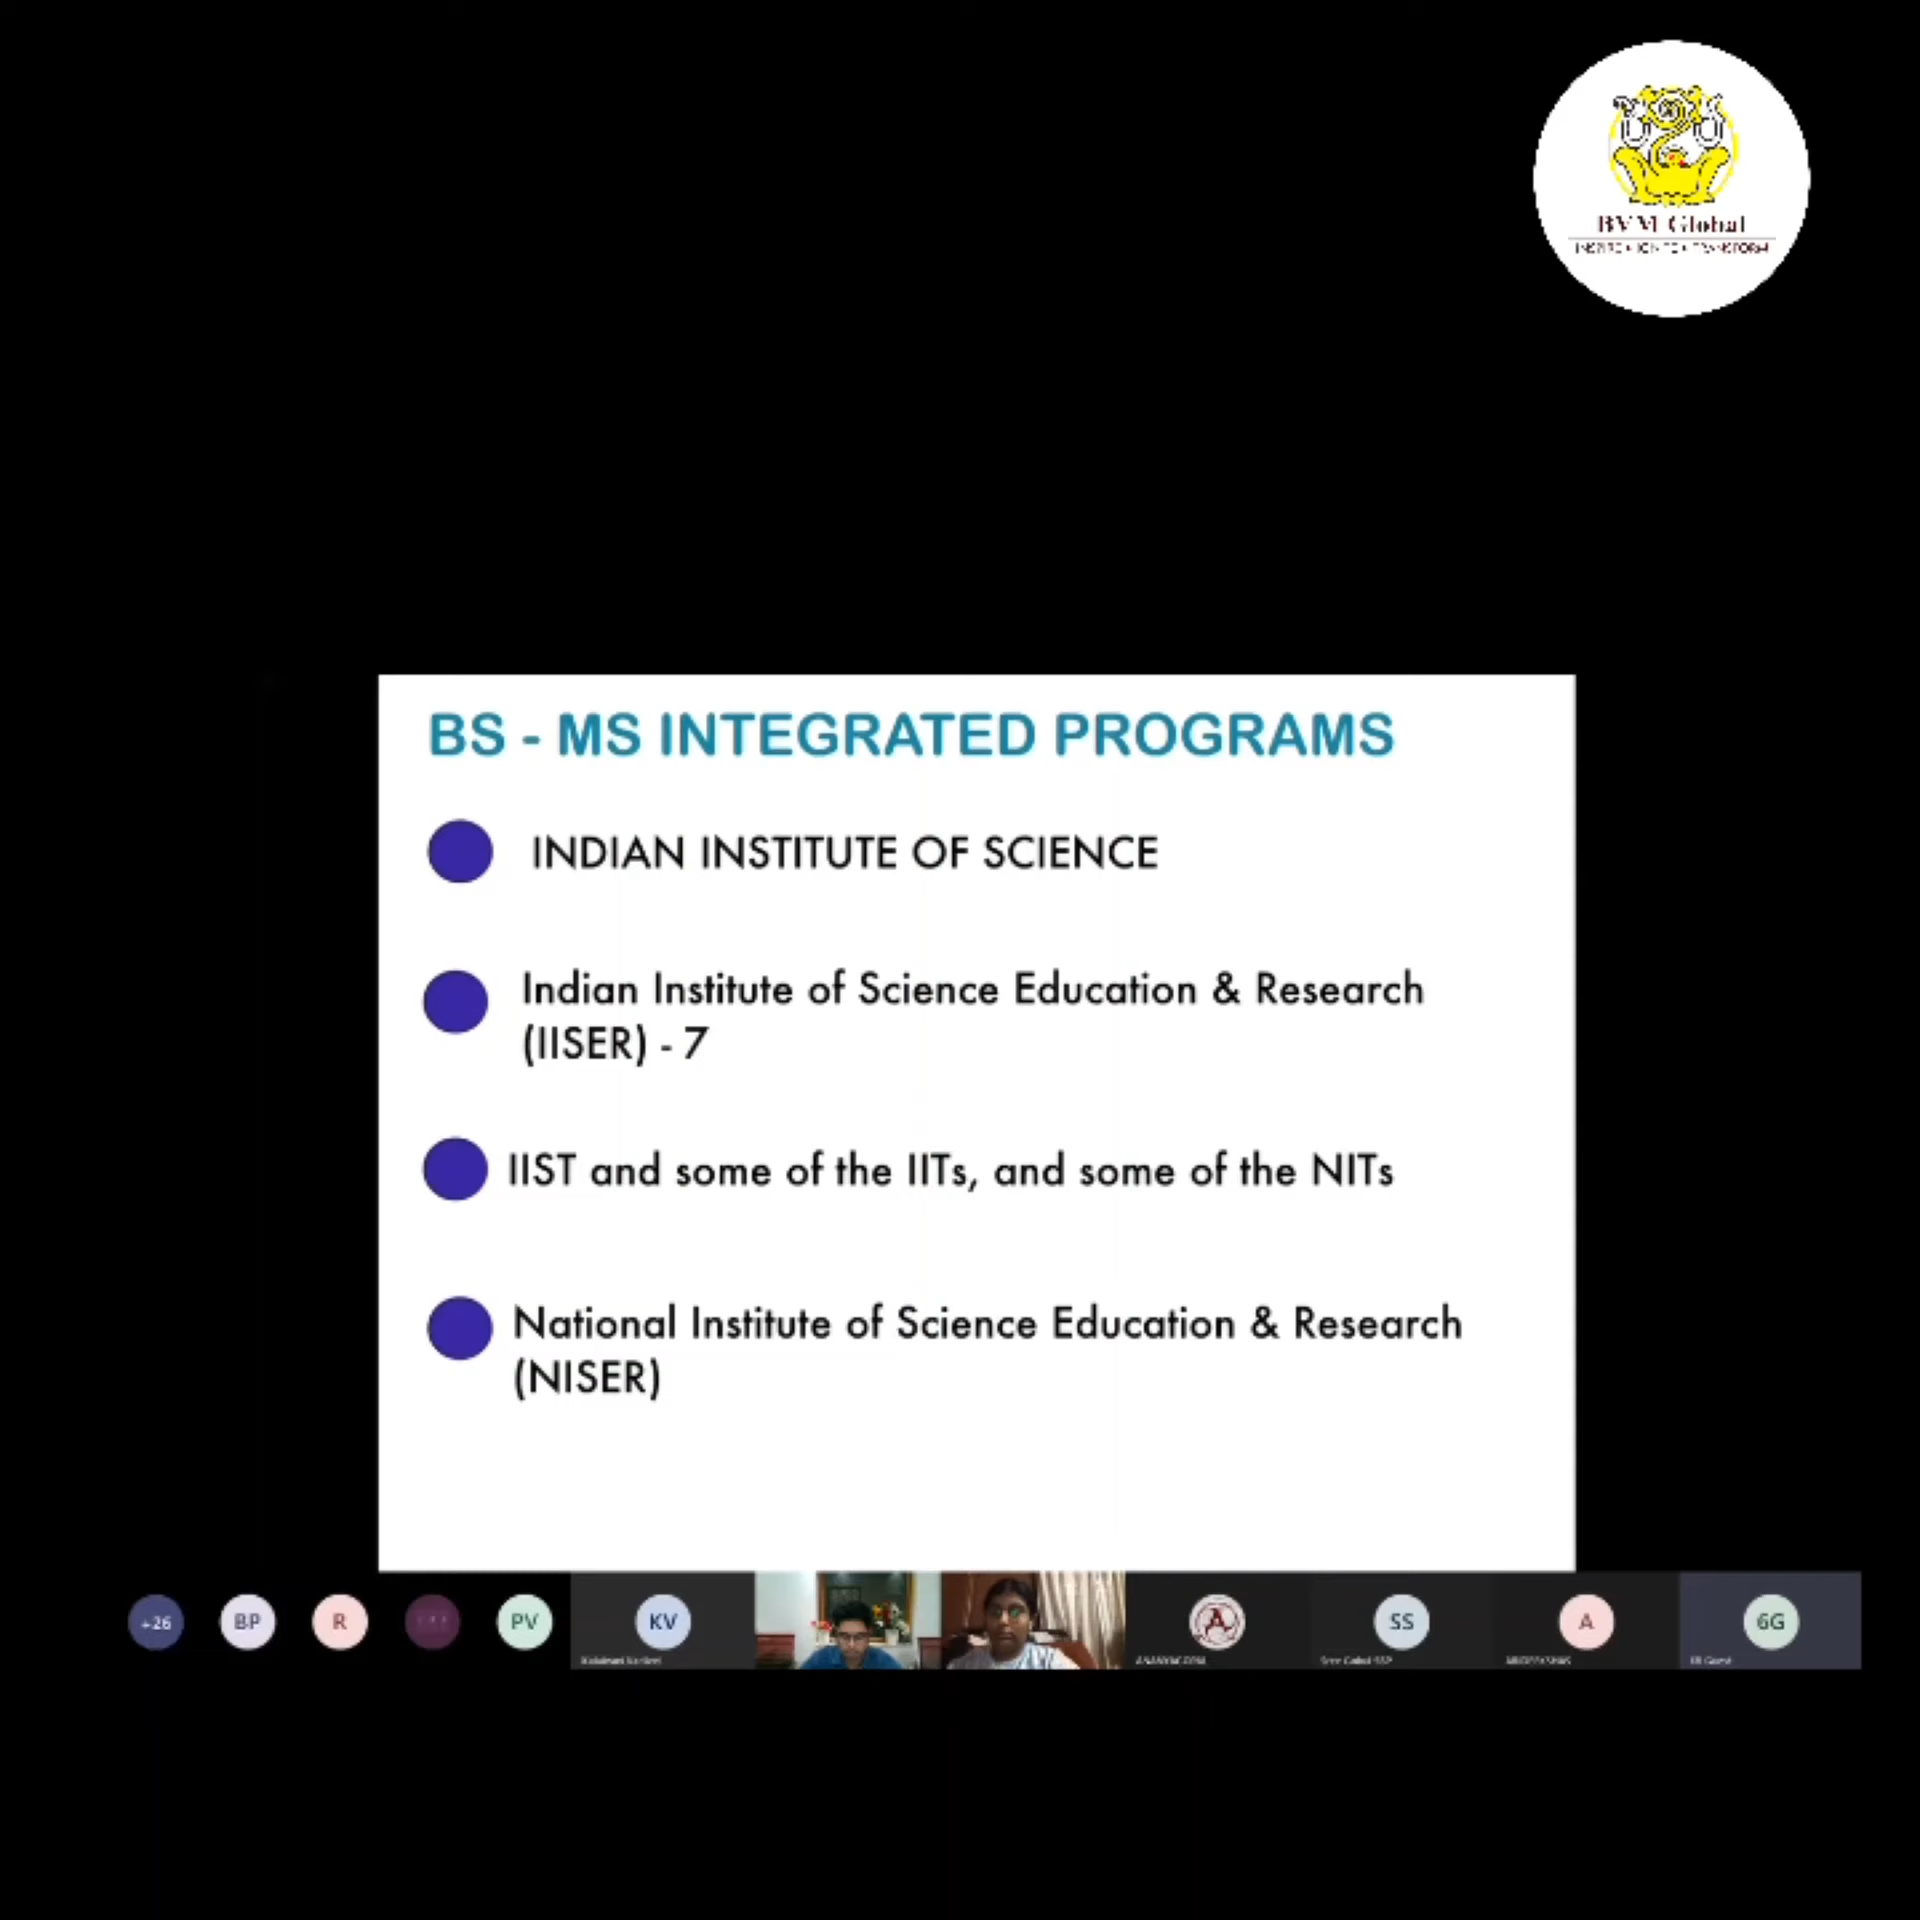 BVM Global
BS - MS INTEGRATED PROGRAMS
INDIAN INSTITUTE OF SCIENCE
Indian Institute of Science Education & Research
(IISER) - 7
IIST and some of the IITs, and some of the NITs
National Institute of Science Education & Research
(NISER)
+26
BP
R
PV
KV
A
SS
A
6G